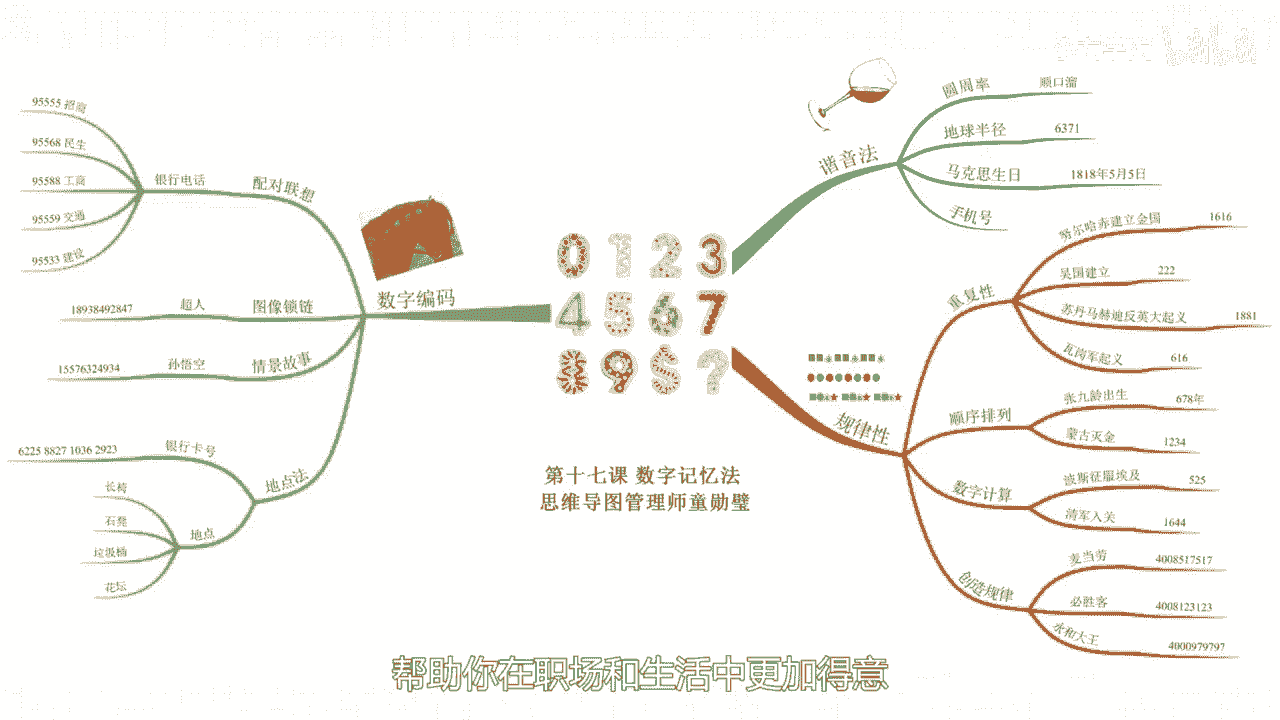 谐音法
圆周率
顺口溜
地球半径
6371
马克思生日
1818年5月5日
手机号
规律性
重复性
努尔哈赤建立金国
1616
吴国建立
222
苏丹马赫迪反英大起义
1881
瓦岗军起义
616
顺序排列
张九龄出生
678年
蒙古灭金
1234
数字计算
波斯征服埃及
525
清军入关
1644
创造规律
麦当劳
4008517517
必胜客
4008123123
永和大王
4000979797
数字编码
配对联想
银行电话
95555 招商
95568 民生
95588 工商
95559 交通
95533 建设
图像锁链
超人
18938492847
情景故事
孙悟空
15576324934
地点法
银行卡号
6225 8827 1036 2923
地点
长椅
石凳
垃圾桶
花坛
0 1 2 3
4 5 6 7
8 9 S ?
第十七课 数字记忆法
思维导图管理师童勋璧
帮助你在职场和生活中更加得意